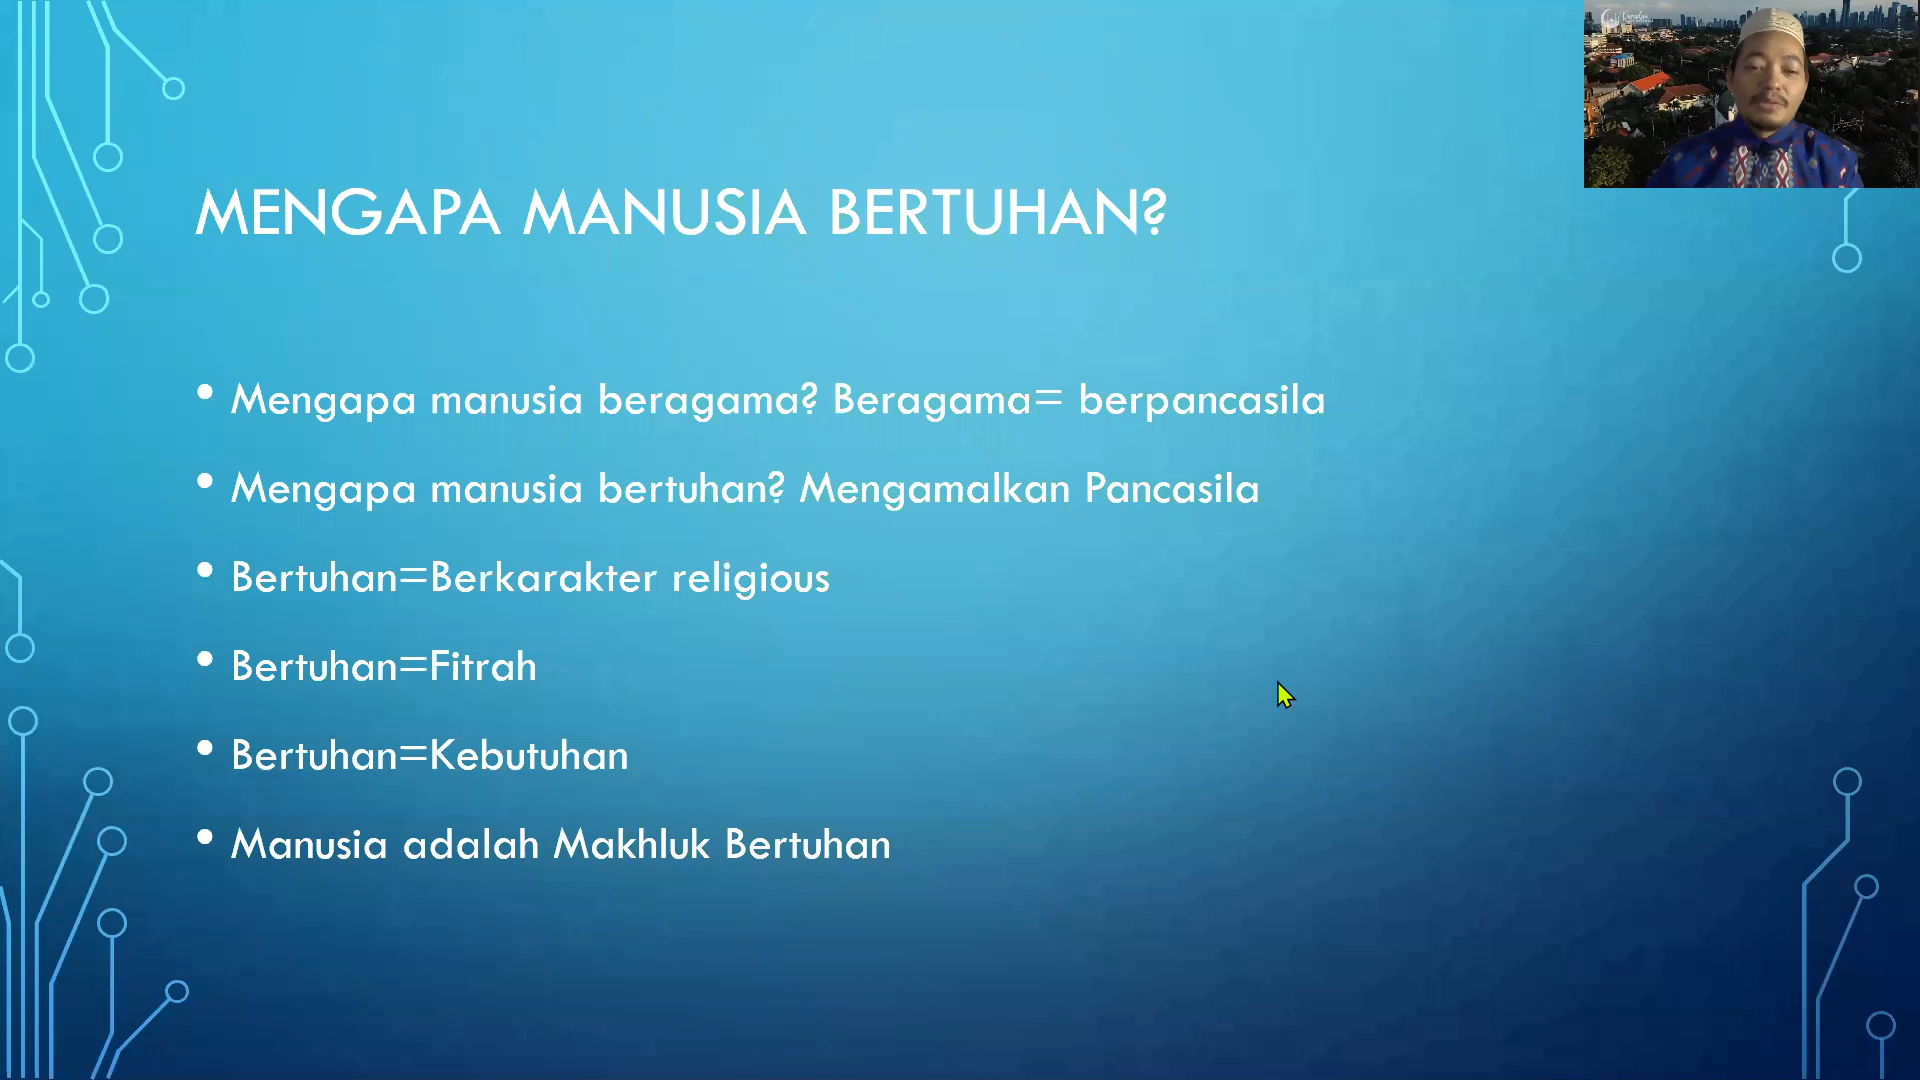 MENGAPA MANUSIA BERTUHAN?
• Mengapa manusia beragama? Beragama= berpancasila
• Mengapa manusia bertuhan? Mengamalkan Pancasila
• Bertuhan=Berkarakter religious
• Bertuhan=Fitrah
• Bertuhan=Kebutuhan
• Manusia adalah Makhluk Bertuhan